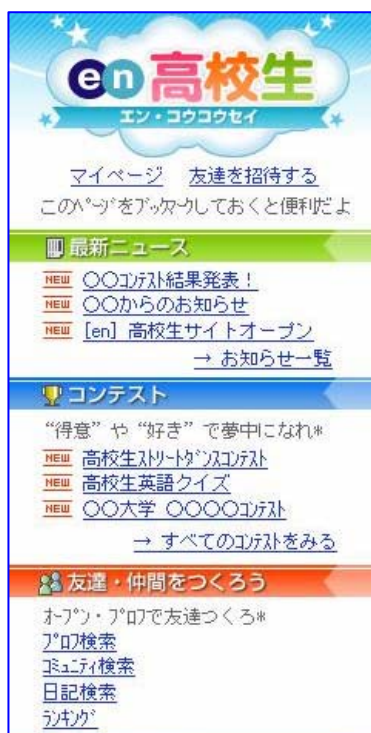 en高校生
エン・コウコウセイ
マイページ 友達を招待する
このﾍﾟｰｼﾞをﾌﾞｯｸﾏｰｸしておくと便利だよ
最新ニュース
NEW 〇〇ｺﾝﾃｽﾄ結果発表！
NEW 〇〇からのお知らせ
NEW [en] 高校生サイトオープン
→ お知らせ一覧
コンテスト
“得意” や “好き” で夢中になれ*
NEW 高校生ｽﾄﾘｰﾄﾀﾞﾝｽｺﾝﾃｽﾄ
NEW 高校生英語クイズ
NEW 〇〇大学 〇〇〇〇ｺﾝﾃｽﾄ
→ すべてのｺﾝﾃｽﾄをみる
友達・仲間をつくろう
ｵｰﾌﾟﾝ・ﾌﾟﾛﾌで友達つくろ*
ﾌﾟﾛﾌ検索
ｺﾐｭﾆﾃｨ検索
日記検索
ﾗﾝｷﾝｸﾞ